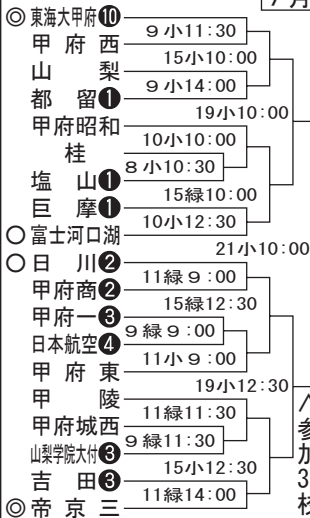 7月
◎東海大甲府❿
9小11:30
甲府西
15小10:00
山梨
9小14:00
都留❶
19小10:00
甲府昭和
10小10:00
桂
8小10:30
塩山❶
15緑10:00
巨摩❶
10小12:30
○富士河口湖
21小10:00
○日川❷
11緑9:00
甲府商❷
15緑12:30
甲府一❸
9緑9:00
日本航空❹
11小9:00
甲府東
19小12:30
甲陵
11緑11:30
甲府城西
9緑11:30
山梨学院大付❸
15小12:30
吉田❸
11緑14:00
◎帝京三
参加3
校